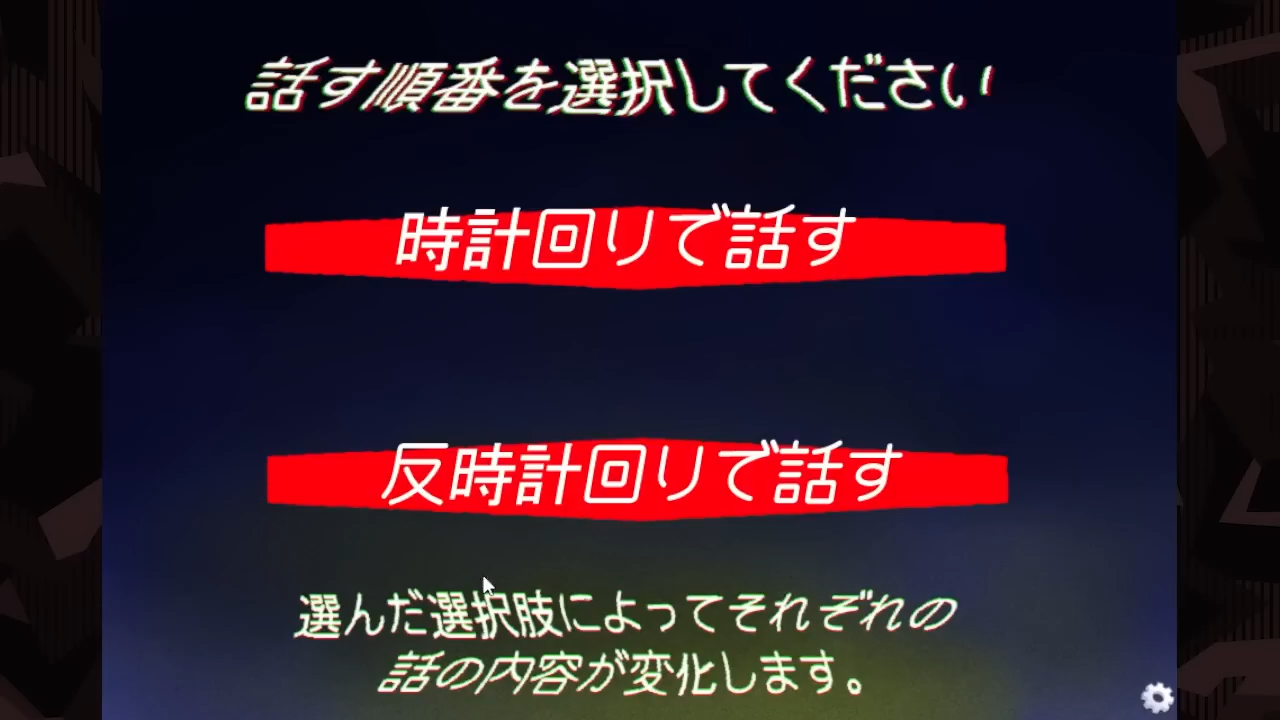 話す順番を選択してください
時計回りで話す
反時計回りで話す
選んだ選択肢によってそれぞれの
話の内容が変化します。